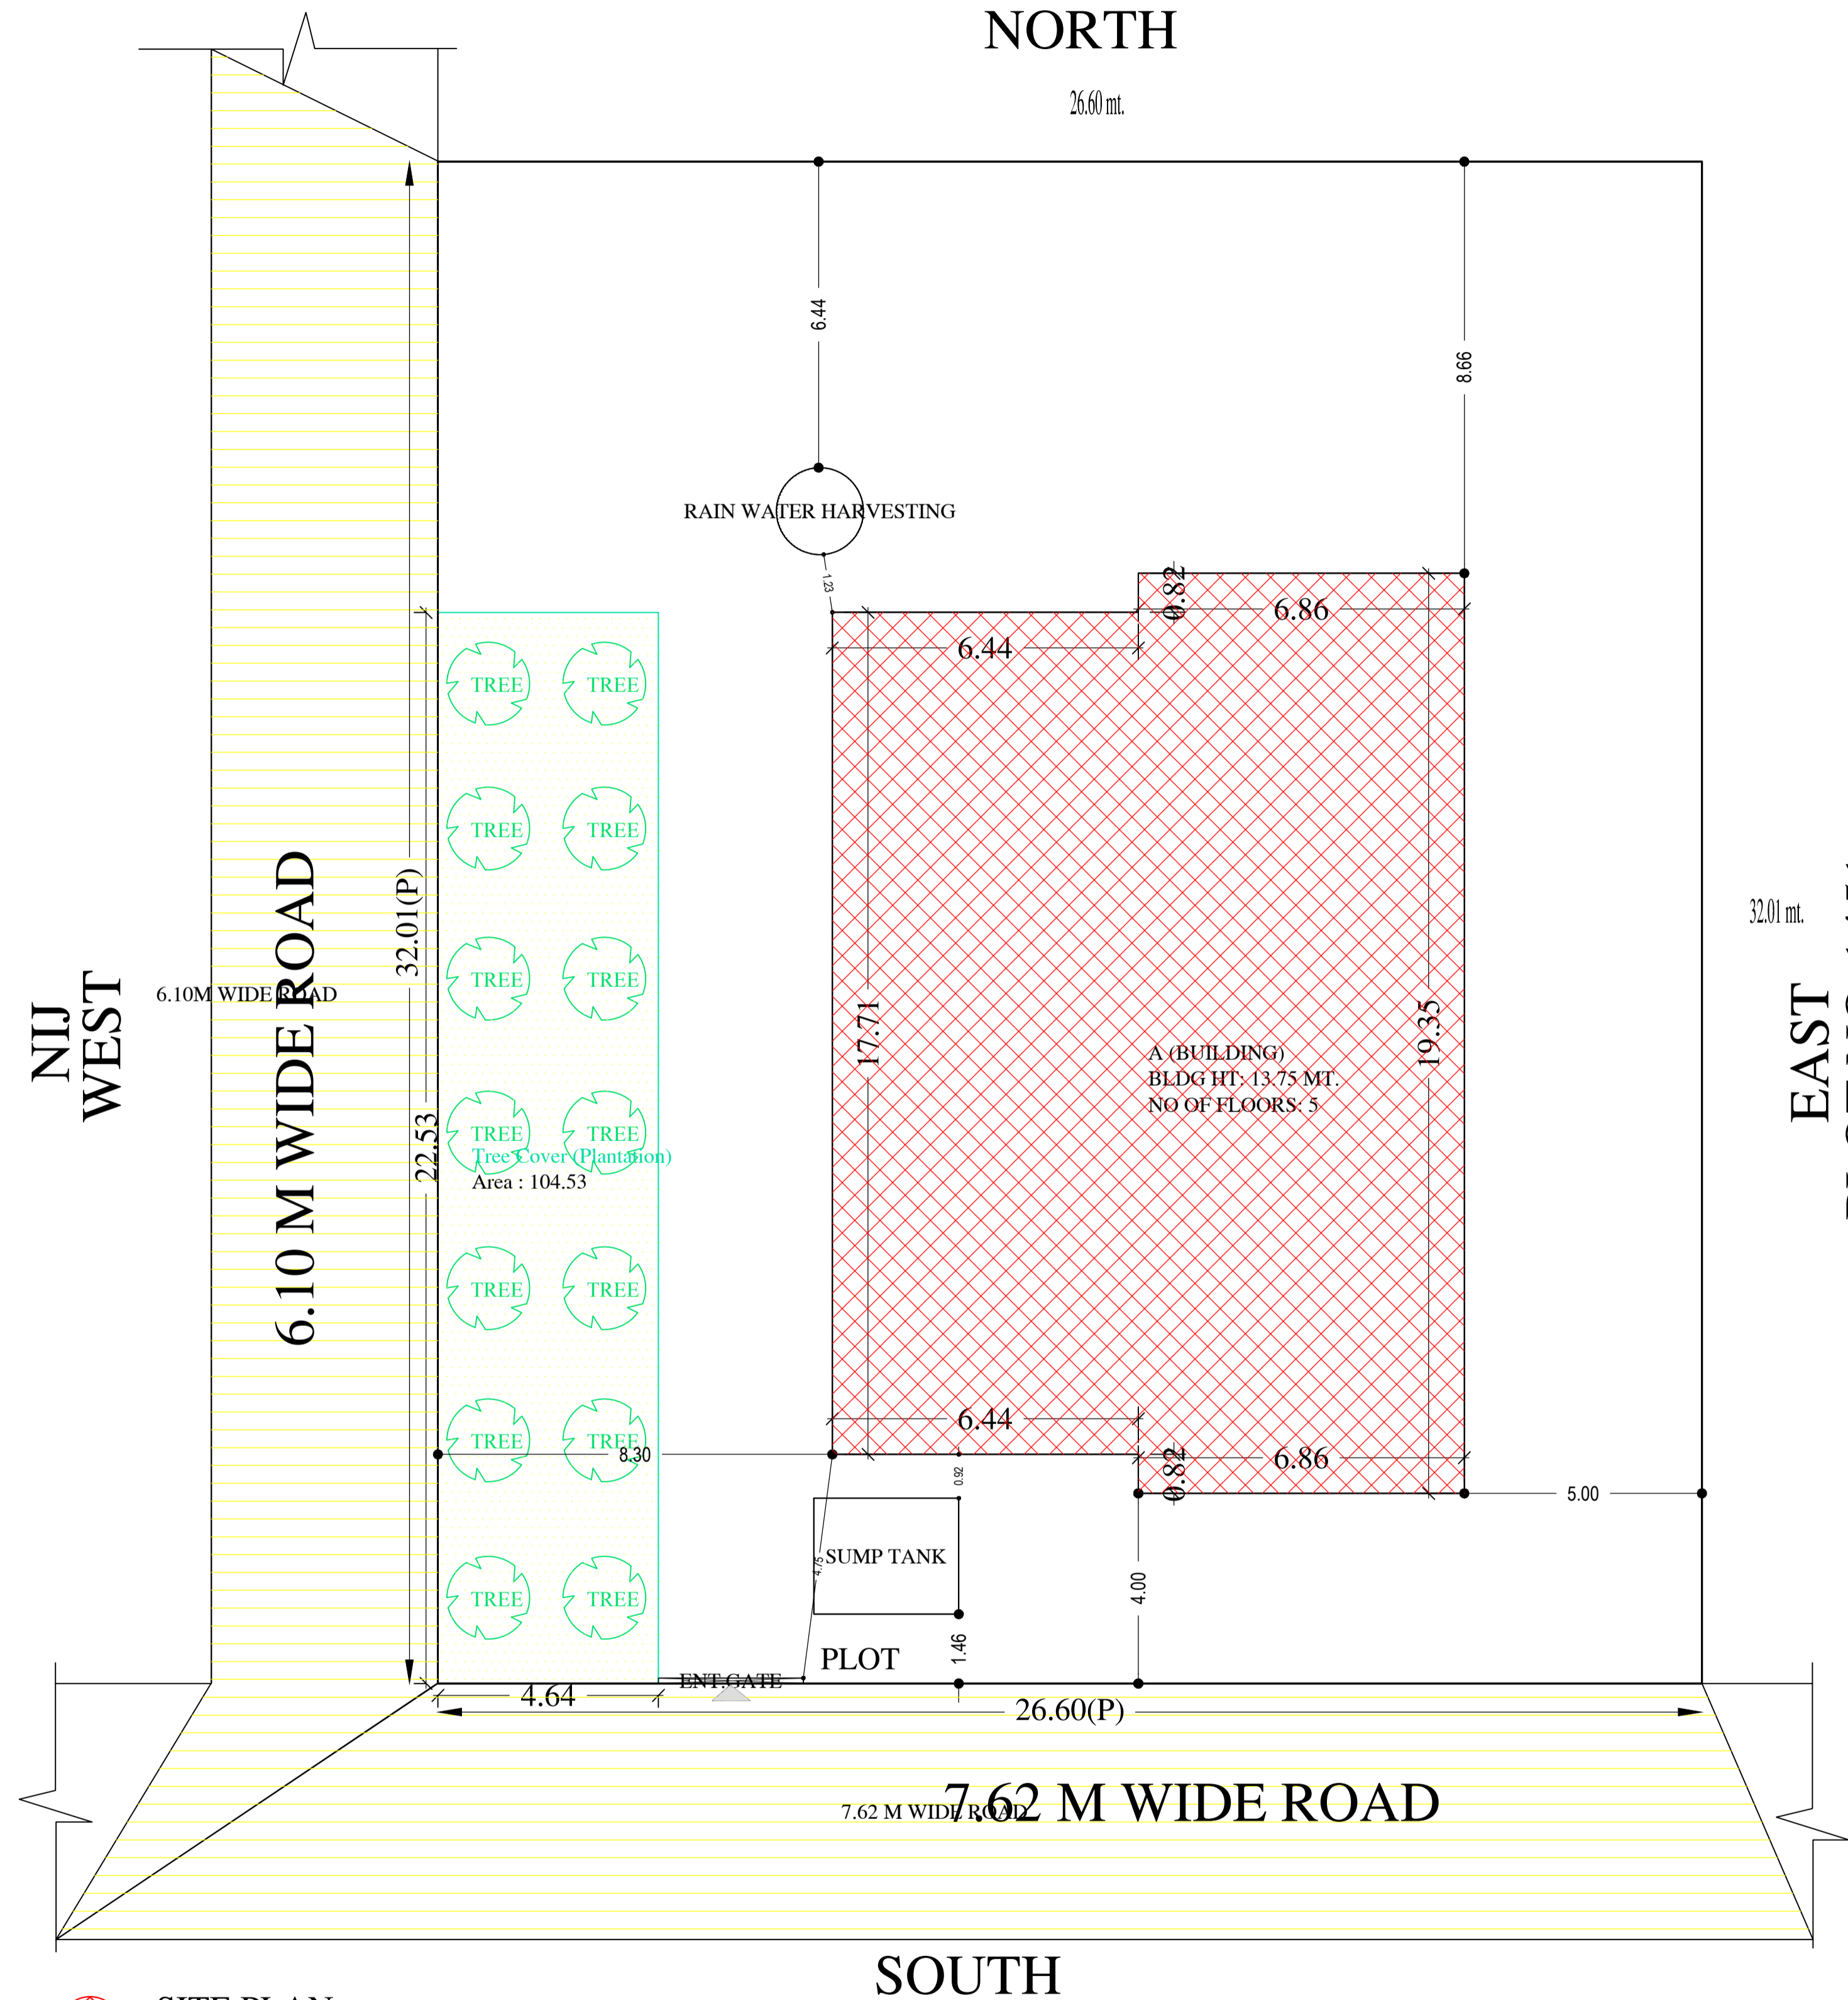 NORTH
26.60 mt.
6.44
8.66
RAIN WATER HARVESTING
1.23
0.82
6.86
6.44
TREE TREE
TREE TREE
32.01(P)
32.01 mt.
6.10 M WIDE ROAD
6.10M WIDE ROAD
NIJ
WEST
EAST
TREE TREE
17.71
19.35
A (BUILDING)
BLDG HT: 13.75 MT.
NO OF FLOORS: 5
22.53
TREE TREE
Tree Cover (Plantation)
Area : 104.53
TREE TREE
6.44
TREE TREE
8.30
0.92
0.82
6.86
5.00
SUMP TANK
4.75
4.00
TREE TREE
1.46
PLOT
ENT.GATE
4.64
26.60(P)
7.62 M WIDE ROAD
7.62 M WIDE ROAD
SOUTH
SITE PLAN